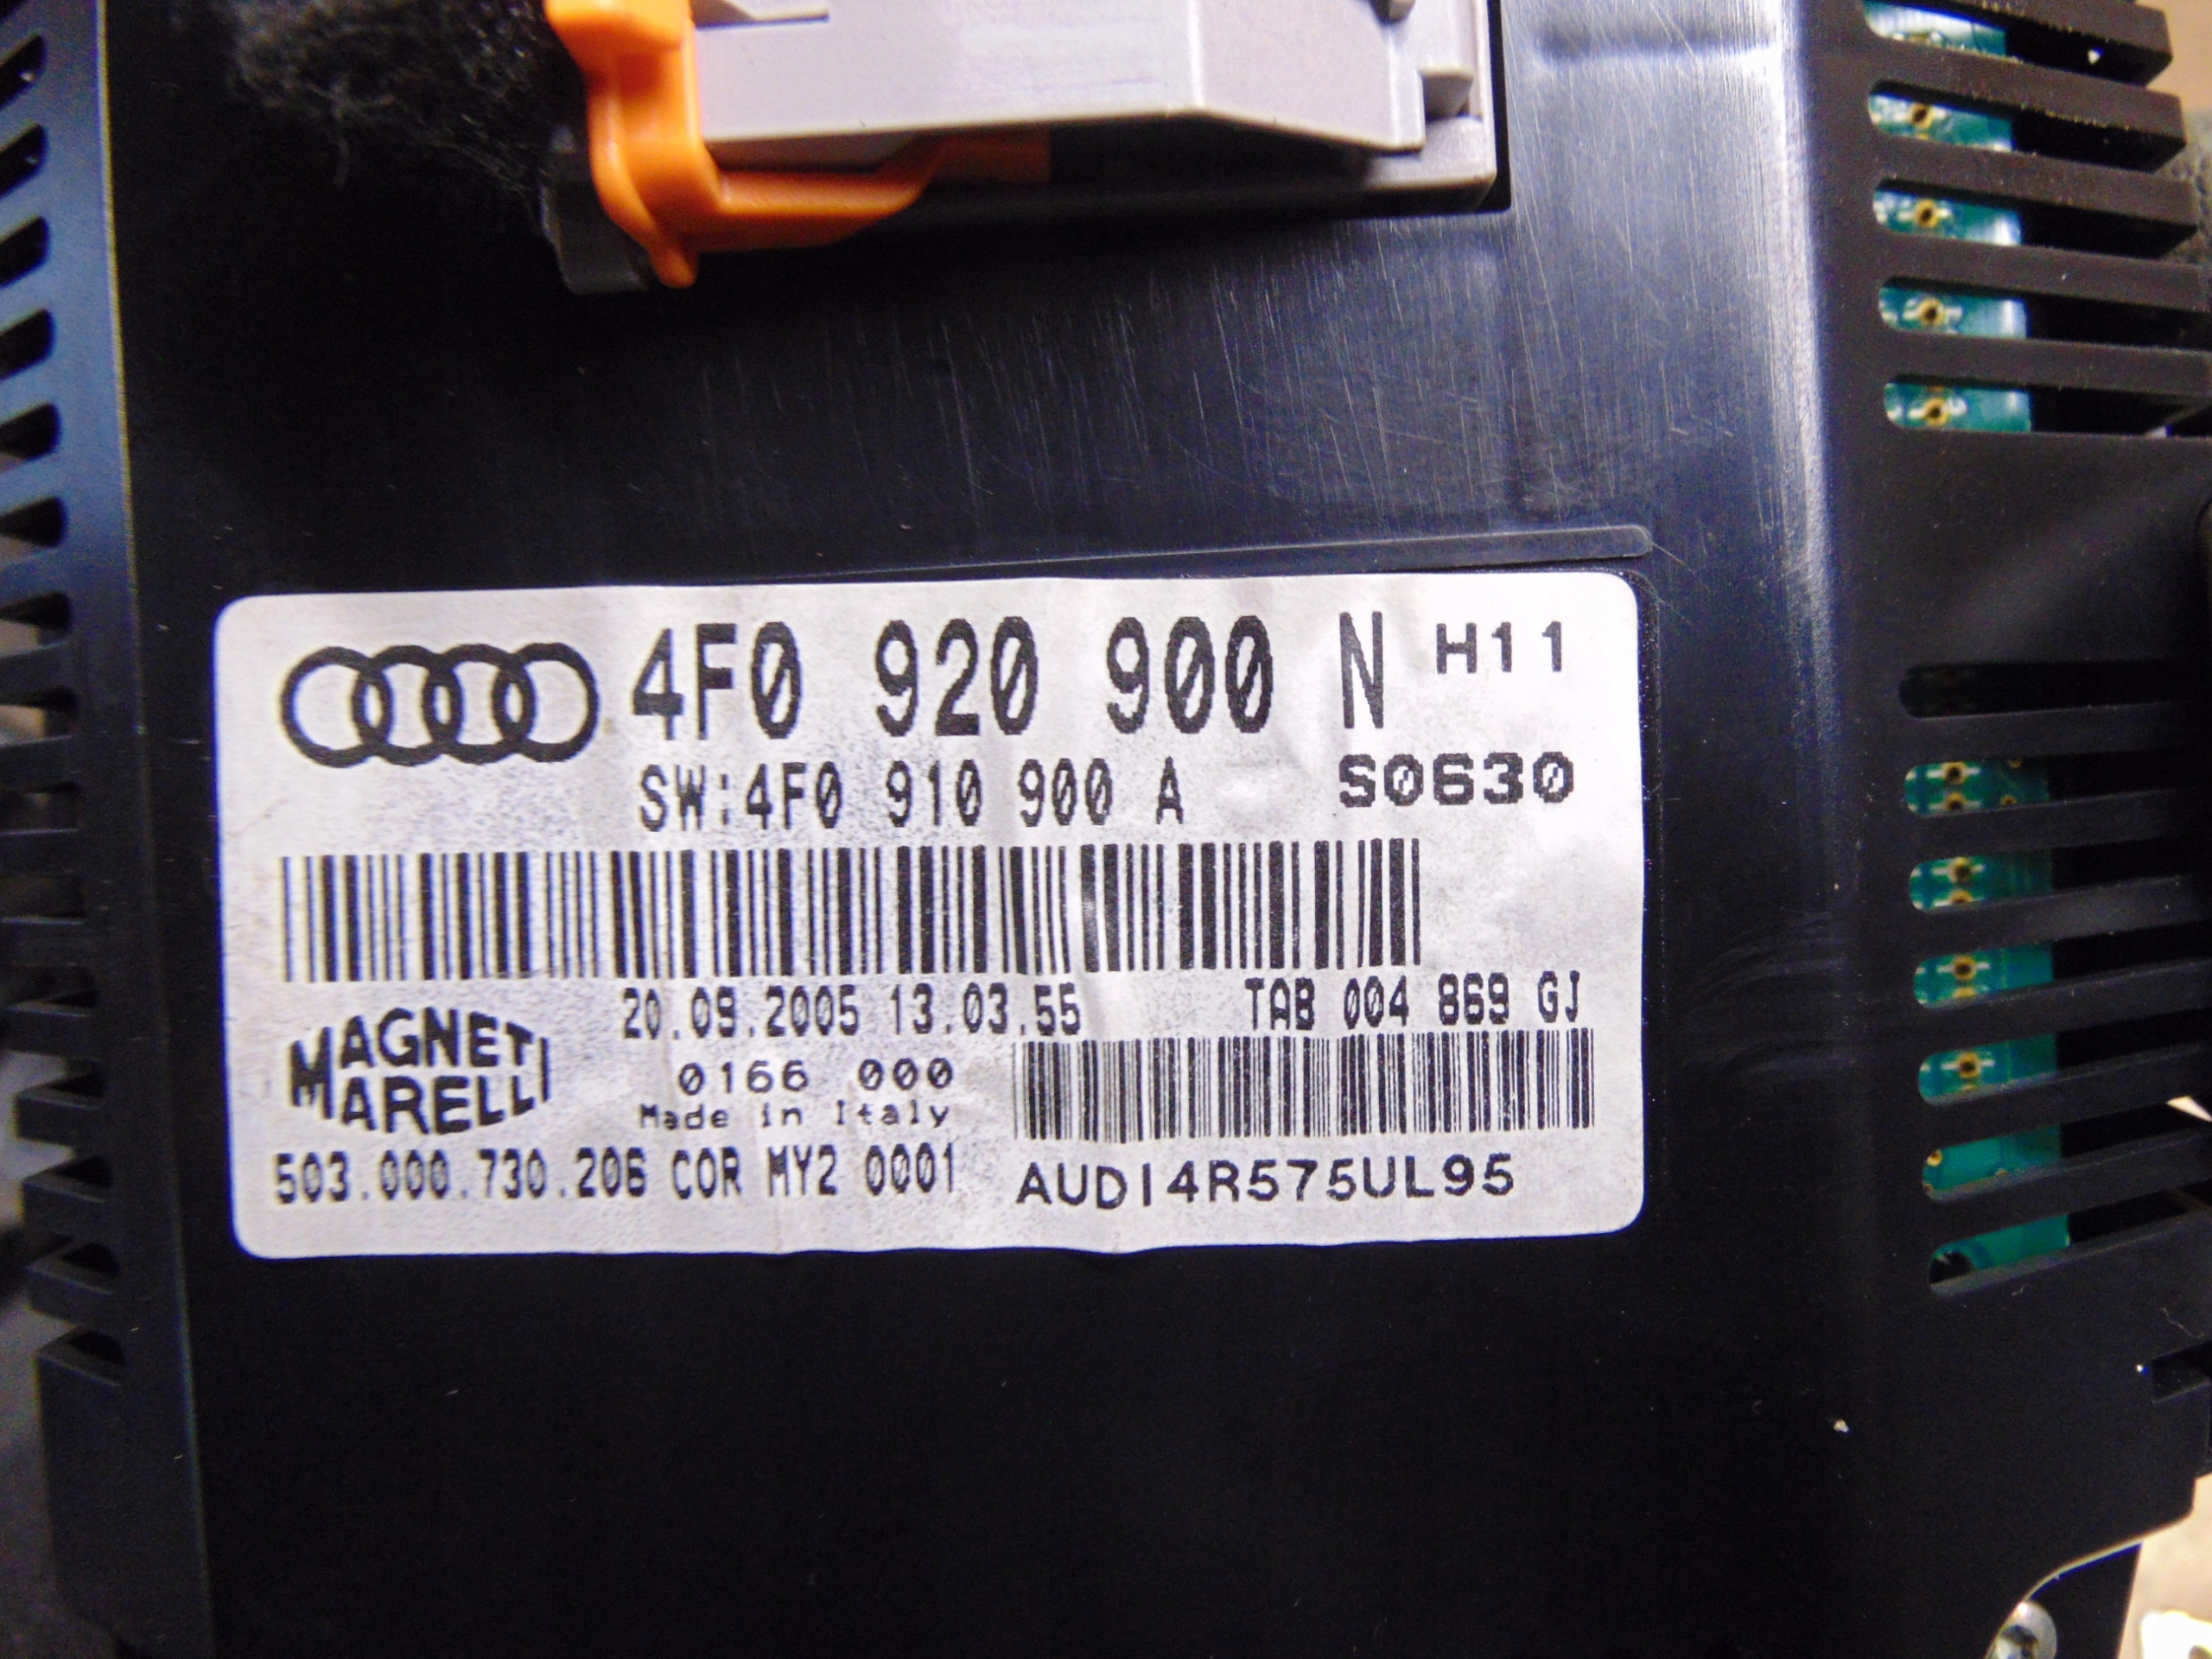 4F0 920 900 N H11
SW:4F0 910 900 A S0630
20.09.2005 13.03.55 TAB 004 869 GJ
MAGNETI
MARELLI
0166 000
Made in Italy
503.000.730.206 COR MY2 0001 AUDI4R575UL95